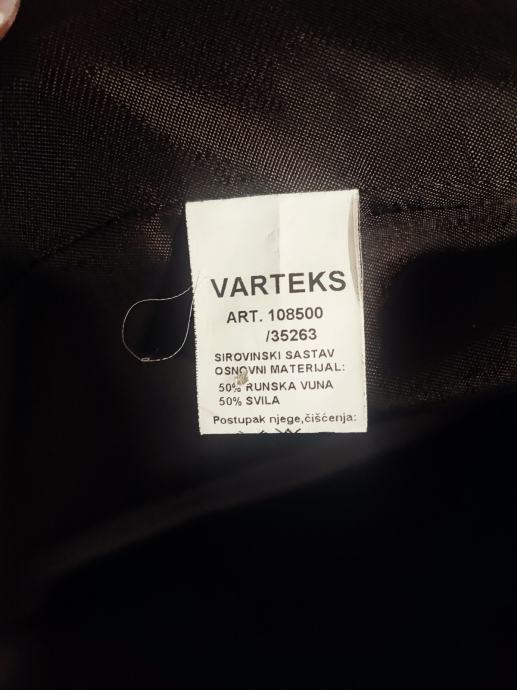 VARTEKS
ART. 108500
/35263
SIROVINSKI SASTAV
OSNOVNI MATERIJAL:
50% RUNSKA VUNA
50% SVILA
Postupak njege,čišćenja: